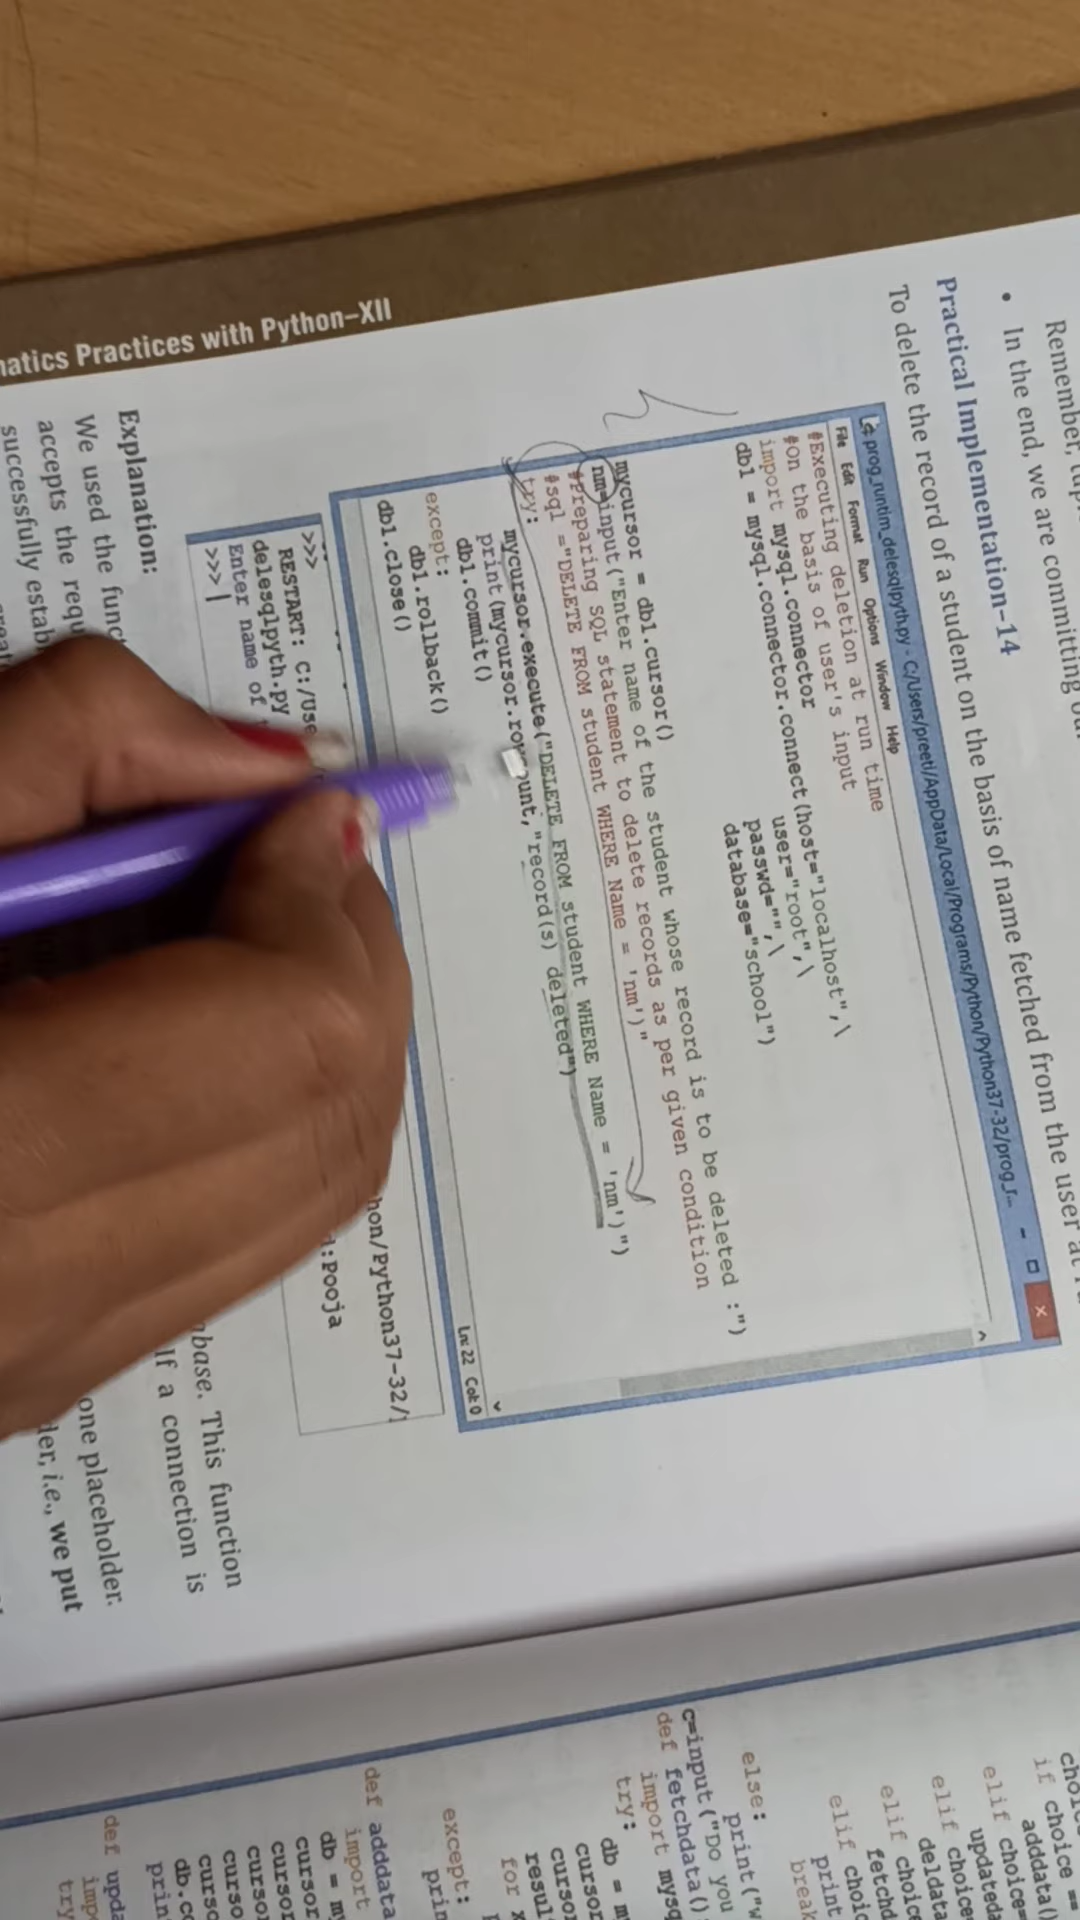 Remember,
• In the end, we are committing our
Practical Implementation–14
To delete the record of a student on the basis of name fetched from the user at
prog_runtim_delesqlpyth.py - C:/Users/preeti/AppData/Local/Programs/Python/Python37-32/prog_r...
File Edit Format Run Options Window Help
#Executing deletion at run time
#on the basis of user's input
import mysql.connector
db1 = mysql.connector.connect(host="localhost",\
user="root",\
passwd="",\
database="school")
mycursor = db1.cursor()
nm=input("Enter name of the student whose record is to be deleted :")
#Preparing SQL statement to delete records as per given condition
#sql ="DELETE FROM student WHERE Name = 'nm')"
try:
mycursor.execute("DELETE FROM student WHERE Name = 'nm')")
print(mycursor.rowcount,"record(s) deleted")
db1.commit()
except:
db1.rollback()
db1.close()
Ln: 22 Col: 0
>>>
RESTART: C:/Use hon/Python37-32/
delesqlpyth.py
Enter name of :Pooja
>>>
Explanation:
We used the base. This function
accepts the If a connection is
successfully one placeholder.
i.e., we put
Practices with Python–XII
choice ==
if choice
adddata()
elif choice=
updateda
elif choice
deldata
elif choice
fetchd
elif choic
print
break
else:
print("w
c=input("Do you
def fetchdata()
import mysq
try:
db = m
cursor
cursor
resul
for x
except:
prin
def adddata
import
db = my
cursor
cursor
curso
curso
db.co
prin
def upda
imp
try